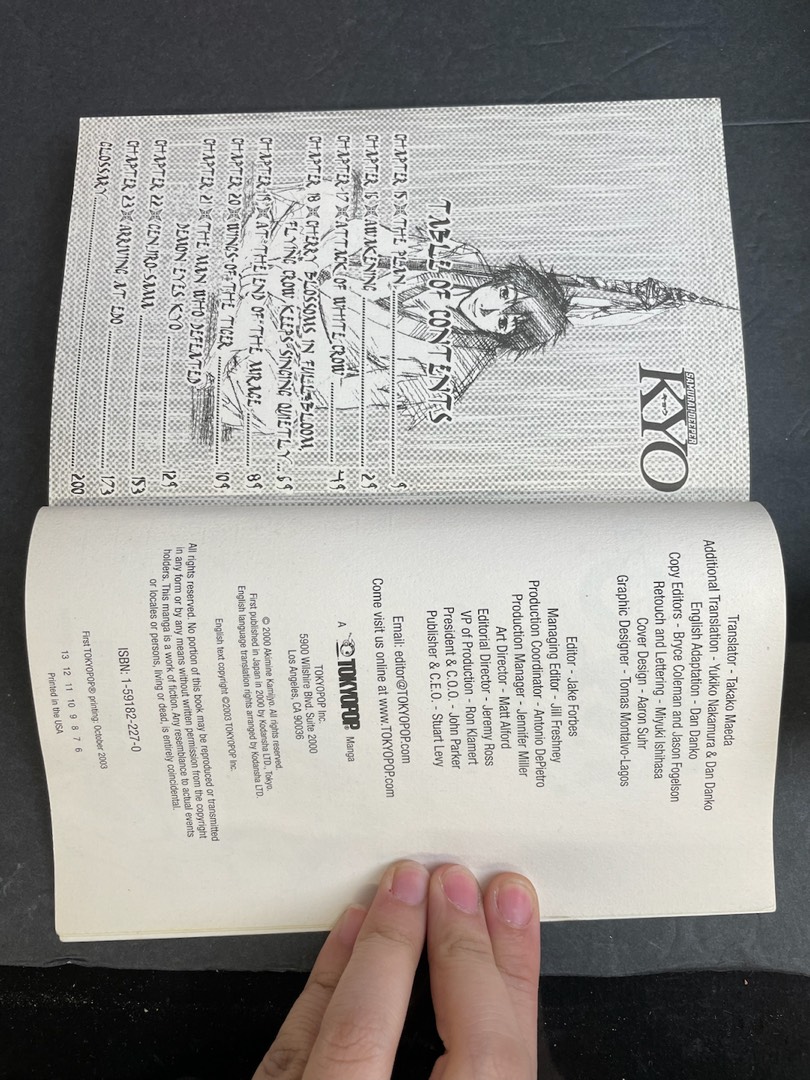 SAMURAI DEEPER
KYO
TABLE OF CONTENTS
CHAPTER 15 THE PLAN 9
CHAPTER 16 AWAKENING 29
CHAPTER 17 ATTACK OF WHITE CROW 49
CHAPTER 18 CHERRY BLOSSOMS IN FULL-BLOOM,
FLYING CROW KEEPS SINGING QUIETLY 69
CHAPTER 19 AT THE END OF THE MIRAGE 89
CHAPTER 20 WINGS OF THE TIGER 109
CHAPTER 21 THE MAN WHO DEFEATED
DEMON EYES KYO 129
CHAPTER 22 GENJIRO-SAMA 153
CHAPTER 23 ARRIVING AT EDO 173
GLOSSARY 200
Translator - Takako Maeda
Additional Translation - Yukiko Nakamura & Dan Danko
English Adaptation - Dan Danko
Copy Editors - Bryce Coleman and Jason Fogelson
Retouch and Lettering - Miyuki Ishihasa
Cover Design - Aaron Suhr
Graphic Designer - Tomas Montalvo-Lagos
Editor - Jake Forbes
Managing Editor - Jill Freshney
Production Coordinator - Antonio DePietro
Production Manager - Jennifer Miller
Art Director - Matt Alford
Editorial Director - Jeremy Ross
VP of Production - Ron Klamert
President & C.O.O. - John Parker
Publisher & C.E.O. - Stuart Levy
Email: editor@TOKYOPOP.com
Come visit us online at www.TOKYOPOP.com
A TOKYOPOP® Manga
TOKYOPOP Inc.
5900 Wilshire Blvd. Suite 2000
Los Angeles, CA 90036
© 2000 Akimine Kamijyo. All rights reserved.
First published in Japan in 2000 by Kodansha LTD., Tokyo.
English language translation rights arranged by Kodansha LTD.
English text copyright ©2003 TOKYOPOP Inc.
All rights reserved. No portion of this book may be reproduced or transmitted
in any form or by any means without written permission from the copyright
holders. This manga is a work of fiction. Any resemblance to actual events
or locales or persons, living or dead, is entirely coincidental.
ISBN: 1-59182-227-0
First TOKYOPOP® printing: October 2003
13 12 11 10 9 8 7 6
Printed in the USA